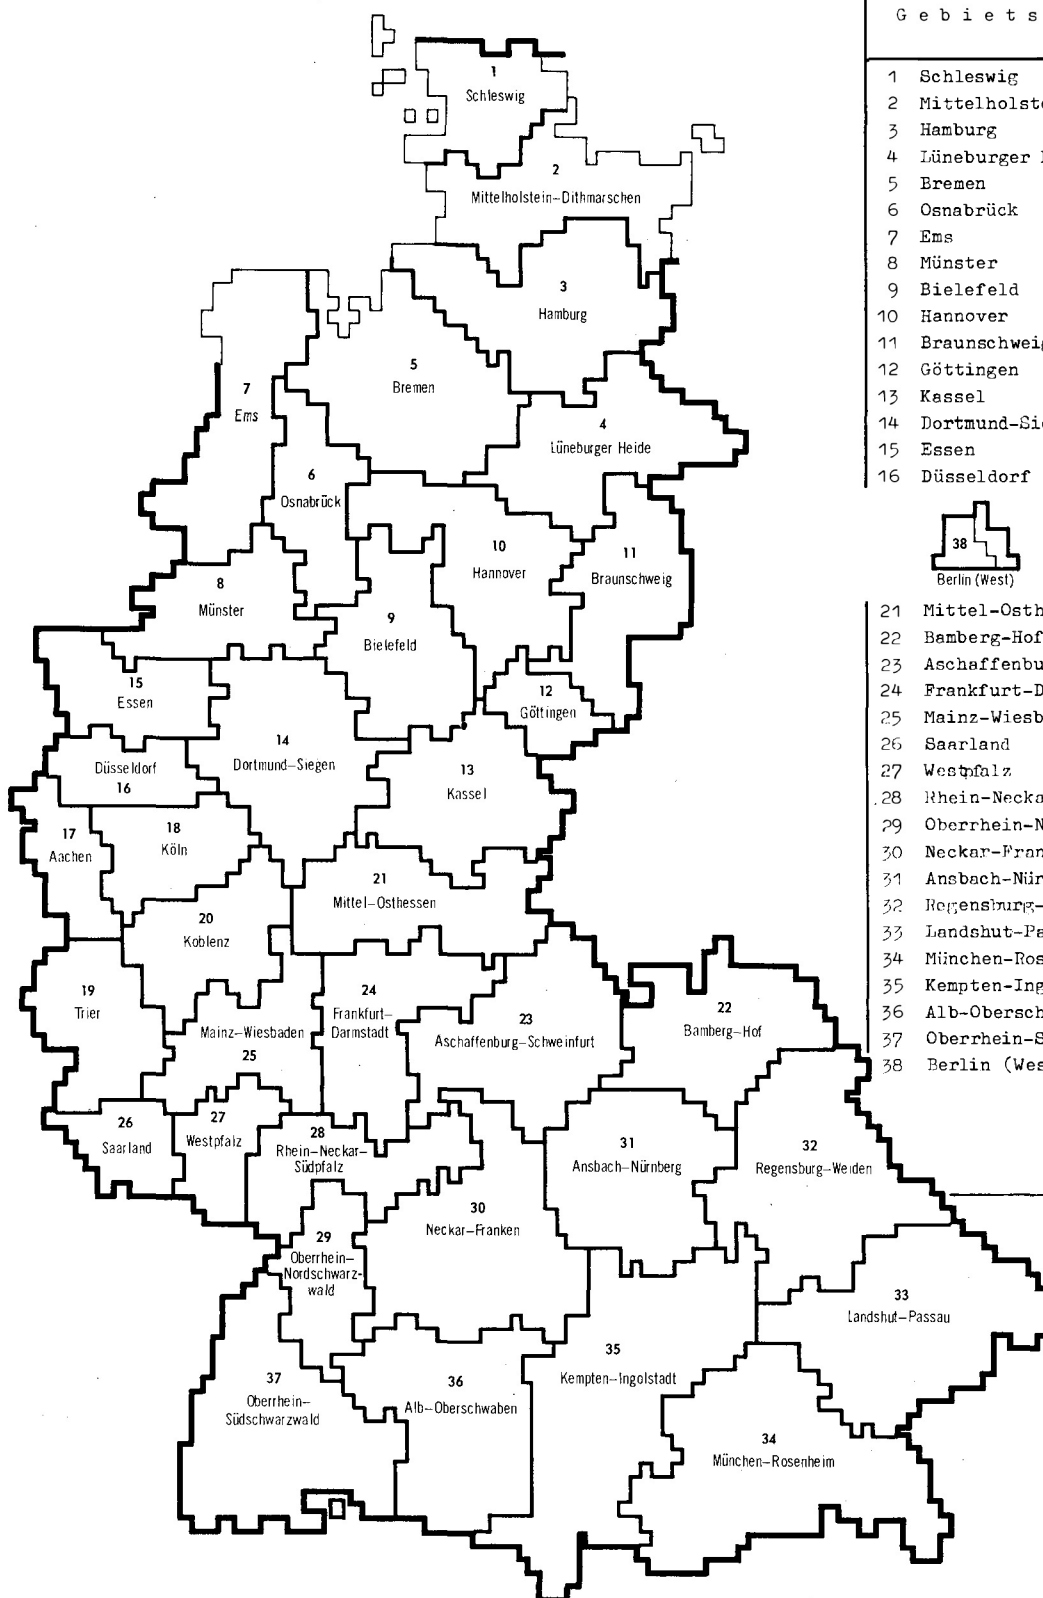 G e b i e t s
1 Schleswig
2 Mittelholst
3 Hamburg
4 Lüneburger
5 Bremen
6 Osnabrück
7 Ems
8 Münster
9 Bielefeld
10 Hannover
11 Braunschweig
12 Göttingen
13 Kassel
14 Dortmund-Sie
15 Essen
16 Düsseldorf
38
Berlin (West)
21 Mittel-Osth
22 Bamberg-Hof
23 Aschaffenbu
24 Frankfurt-D
25 Mainz-Wiesb
26 Saarland
27 Westpfalz
28 Rhein-Necka
29 Oberrhein-N
30 Neckar-Fran
31 Ansbach-Nür
32 Regensburg-
33 Landshut-Pa
34 München-Ros
35 Kempten-Ing
36 Alb-Obersch
37 Oberrhein-S
38 Berlin (Wes
1
Schleswig
2
Mittelholstein-Dithmarschen
3
Hamburg
5
Bremen
7
Ems
4
Lüneburger Heide
6
Osnabrück
10
Hannover
11
Braunschweig
8
Münster
9
Bielefeld
15
Essen
12
Göttingen
14
Dortmund-Siegen
Düsseldorf
16
13
Kassel
17
Aachen
18
Köln
21
Mittel-Osthessen
20
Koblenz
19
Trier
24
Frankfurt-
Darmstadt
23
Aschaffenburg-Schweinfurt
22
Bamberg-Hof
Mainz-Wiesbaden
25
26
Saarland
27
Westpfalz
28
Rhein-Neckar-
Südpfalz
31
Ansbach-Nürnberg
32
Regensburg-Weiden
30
Neckar-Franken
29
Oberrhein-
Nordschwarz-
wald
33
Landshut-Passau
35
Kempten-Ingolstadt
37
Oberrhein-
Südschwarzwald
36
Alb-Oberschwaben
34
München-Rosenheim